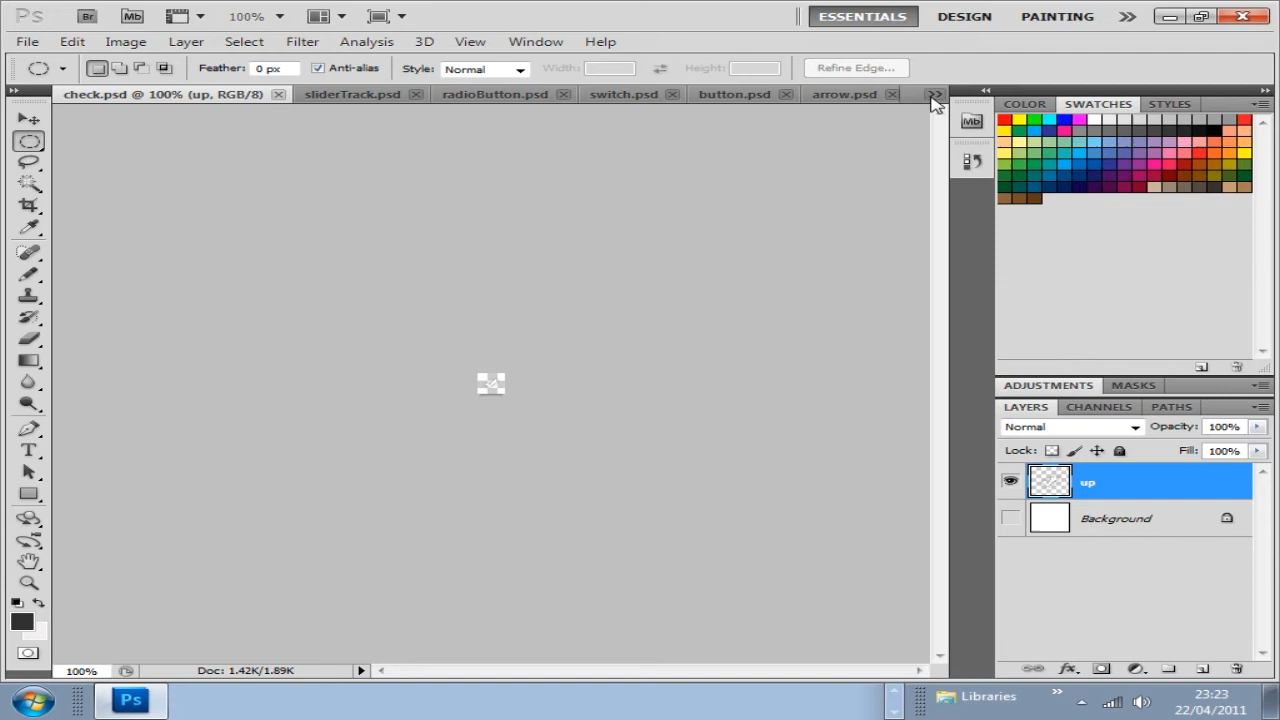 Ps Br Mb 100% ESSENTIALS DESIGN PAINTING
File Edit Image Layer Select Filter Analysis 3D View Window Help
Feather: 0 px Anti-alias Style: Normal Width: Height: Refine Edge...
check.psd @ 100% (up, RGB/8) sliderTrack.psd radioButton.psd switch.psd button.psd arrow.psd
COLOR SWATCHES STYLES
Mb
ADJUSTMENTS MASKS
LAYERS CHANNELS PATHS
Normal Opacity: 100%
Lock: Fill: 100%
T
up
Background
100% Doc: 1.42K/1.89K
Ps Libraries 23:23
22/04/2011